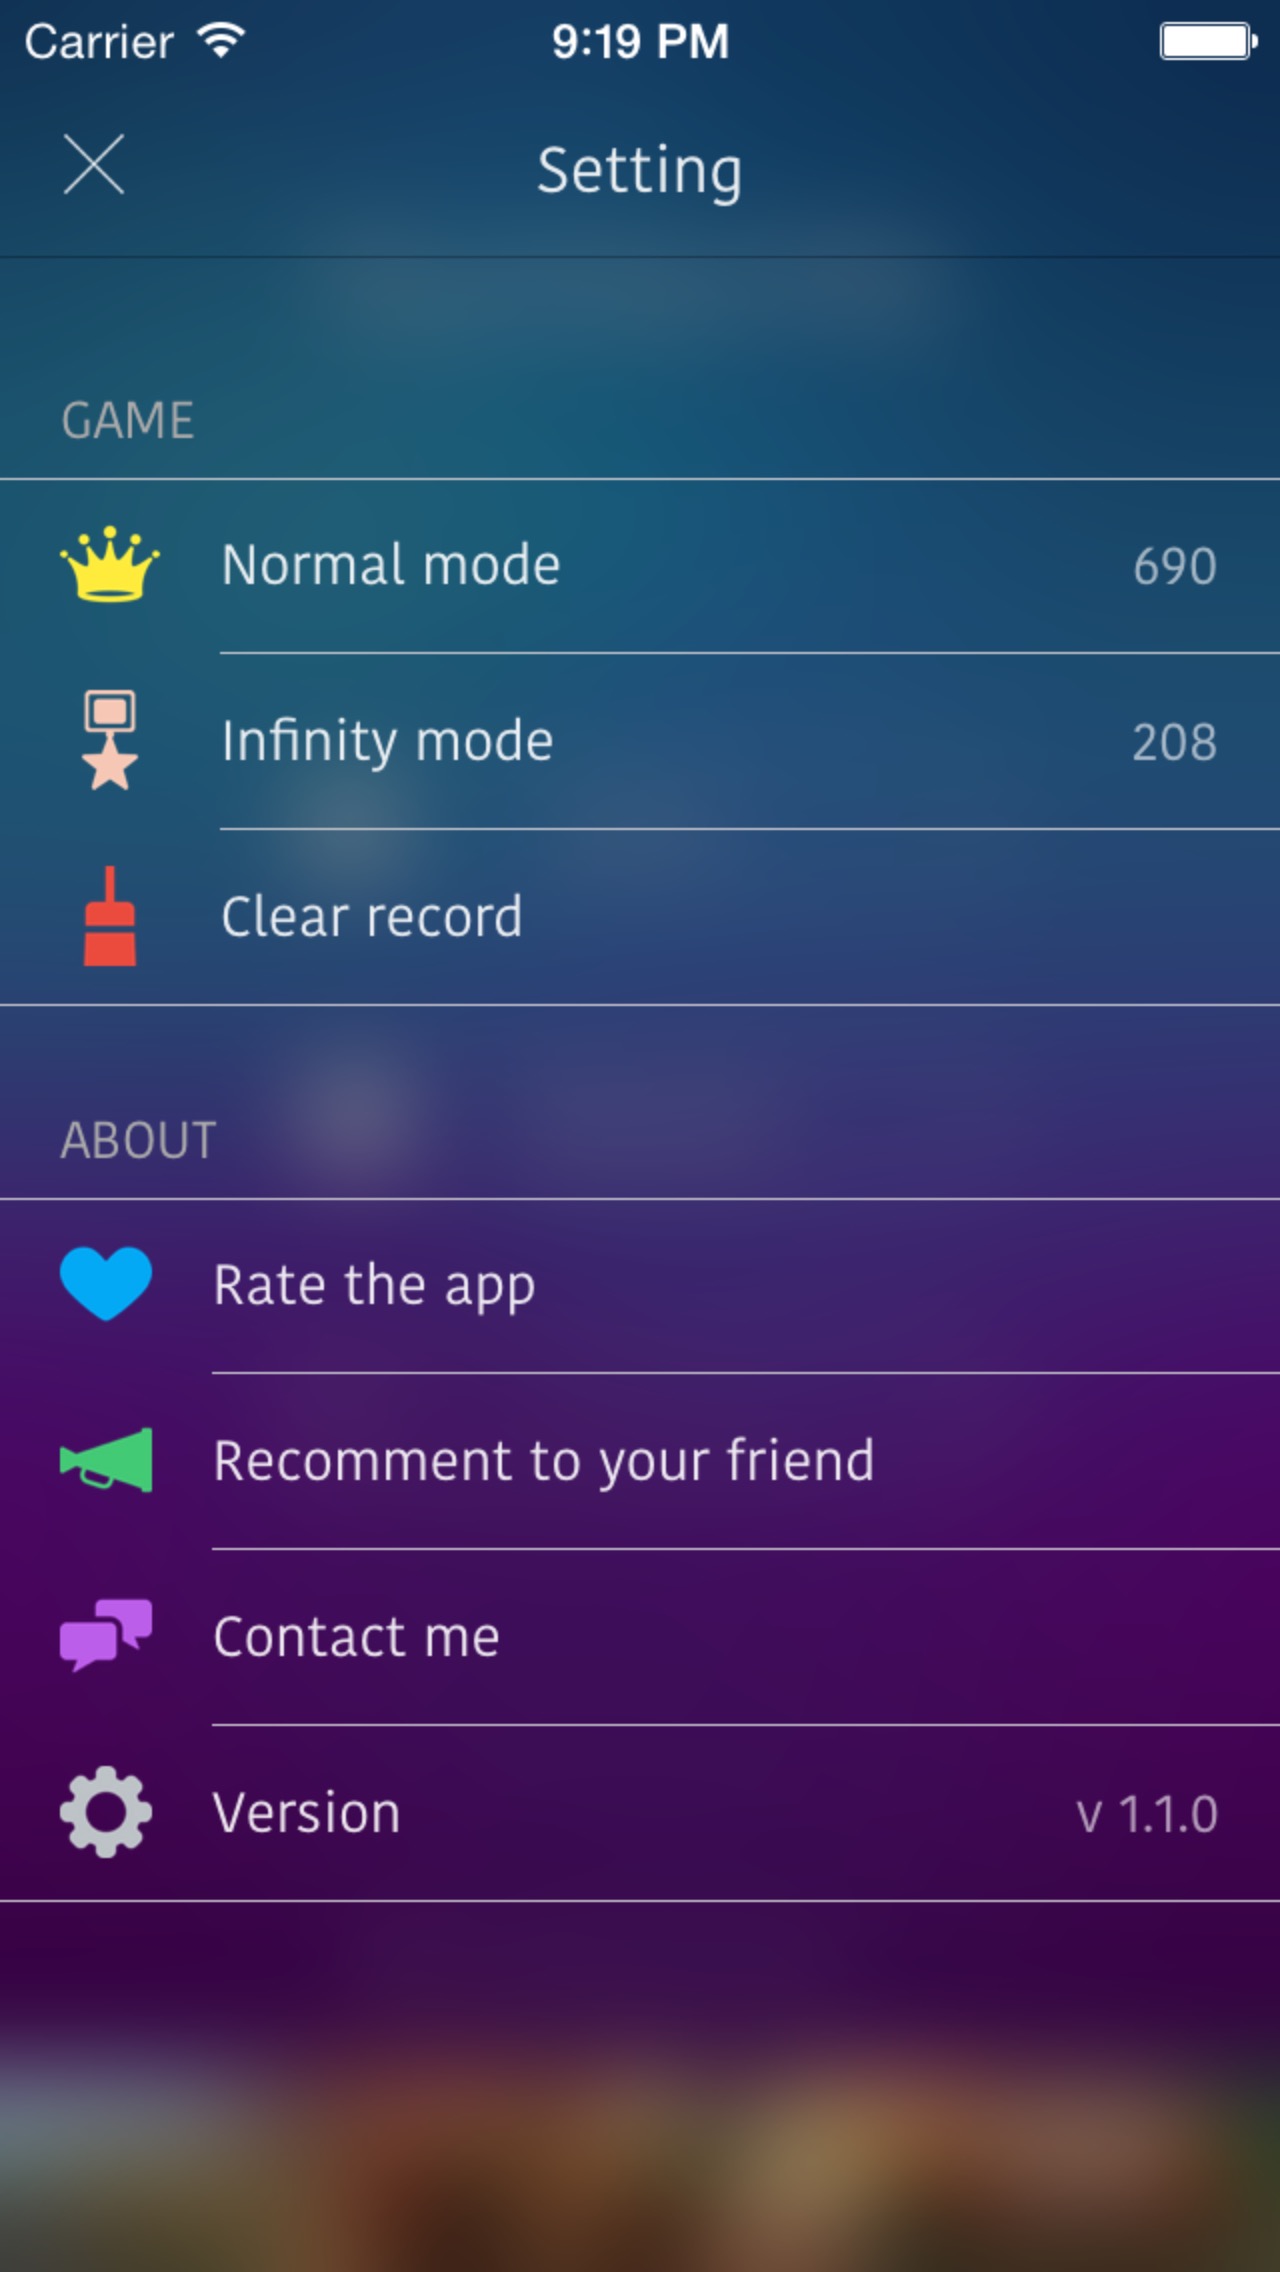 Carrier 9:19 PM
Setting
GAME
Normal mode 690
Infinity mode 208
Clear record
ABOUT
Rate the app
Recomment to your friend
Contact me
Version v 1.1.0